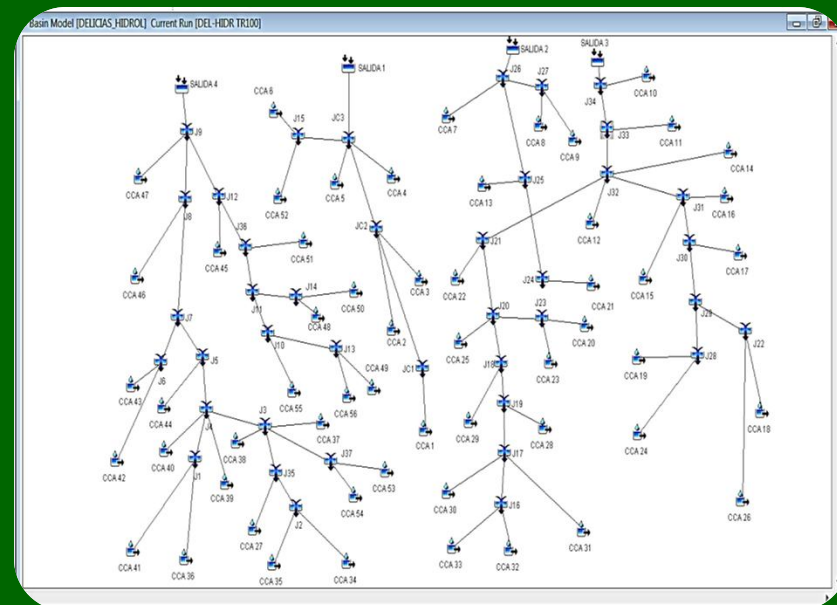 Basin Model [DELICIAS_HIDROL] Current Run [DEL-HIDR TR100]
SALIDA 2
SALIDA 3
SALIDA 1
SALIDA 4
J26
J27
CCA 10
CCA 6
J34
J15
JC3
CCA 7
CCA 8
CCA 9
J33
CCA 11
J9
CCA 14
CCA 47
CCA 52
CCA 5
CCA 4
J25
CCA 13
J32
J12
J8
J31
CCA 16
CCA 12
JC2
J36
CCA 51
CCA 45
J21
J30
CCA 17
CCA 46
CCA 3
CCA 22
J24
CCA 21
CCA 15
J14
CCA 50
J11
CCA 48
J29
J7
CCA 2
J20
J23
CCA 20
J22
J10
J13
CCA 25
J5
J6
CCA 49
JC1
J18
CCA 23
CCA 19
J28
CCA 43
CCA 44
CCA 55
CCA 56
J19
CCA 18
J4
J3
CCA 37
CCA 1
CCA 29
CCA 28
CCA 24
CCA 40
CCA 38
J17
J1
J37
CCA 53
CCA 42
CCA 39
J35
CCA 54
CCA 30
J16
CCA 26
J2
CCA 27
CCA 31
CCA 41
CCA 36
CCA 35
CCA 34
CCA 33
CCA 32